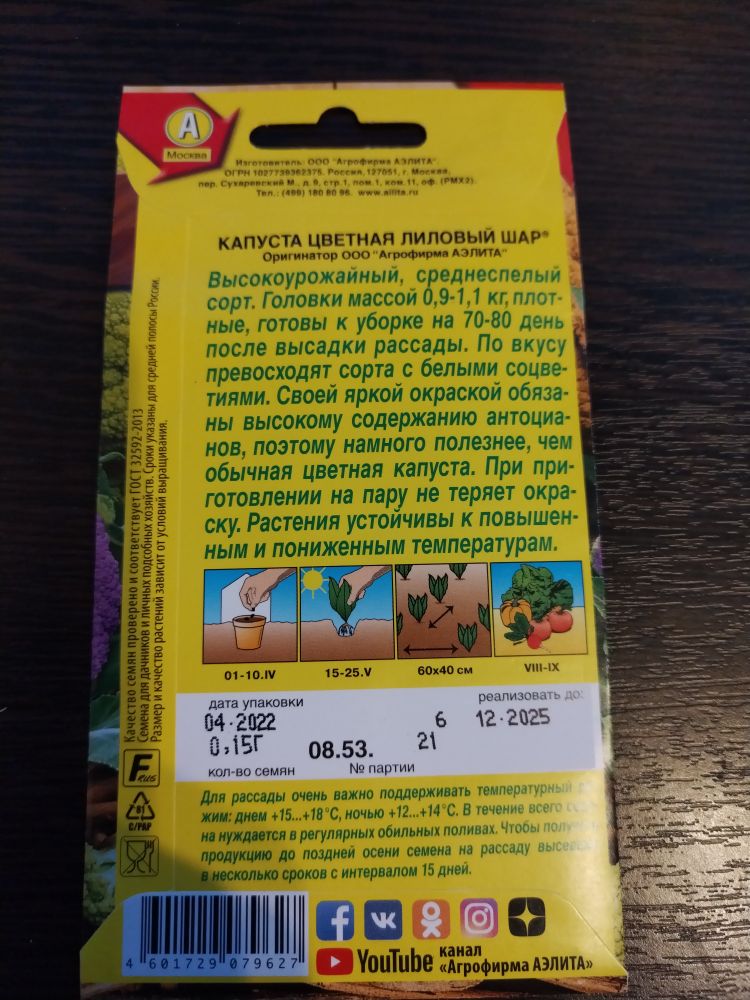 А
Москва
Изготовитель: ООО "Агрофирма АЭЛИТА".
ОГРН 1027739362375. Россия,127051, г. Москва,
пер. Сухаревский М., д.9, стр.1, пом.1, ком.11, оф. (РМХ2).
Тел.: (499) 180 80 96. www.ailita.ru
КАПУСТА ЦВЕТНАЯ ЛИЛОВЫЙ ШАР®
Оригинатор ООО "Агрофирма АЭЛИТА"
Высокоурожайный, среднеспелый
сорт. Головки массой 0,9-1,1 кг, плот-
ные, готовы к уборке на 70-80 день
после высадки рассады. По вкусу
превосходят сорта с белыми соцве-
тиями. Своей яркой окраской обяза-
ны высокому содержанию антоциа-
нов, поэтому намного полезнее, чем
обычная цветная капуста. При при-
готовлении на пару не теряет окра-
ску. Растения устойчивы к повышен-
ным и пониженным температурам.
01-10.IV
15-25.V
60х40 см
VIII-IX
дата упаковки
реализовать до:
04·2022
6
12·2025
0,15Г
08.53.
21
кол-во семян
№ партии
Для рассады очень важно поддерживать температурный
жим: днем +15...+18°С, ночью +12...+14°С. В течение всего
на нуждается в регулярных обильных поливах. Чтобы
продукцию до поздней осени семена на рассаду
в несколько сроков с интервалом 15 дней.
Качество семян проверено и соответствует ГОСТ 32592-2013
Семена для дачников и личных подсобных хозяйств. Сроки указаны для средней полосы России.
Размер и качество растений зависит от условий выращивания.
F RUS
81
C/PAP
4 601729 079627
YouTube канал
«Агрофирма АЭЛИТА»